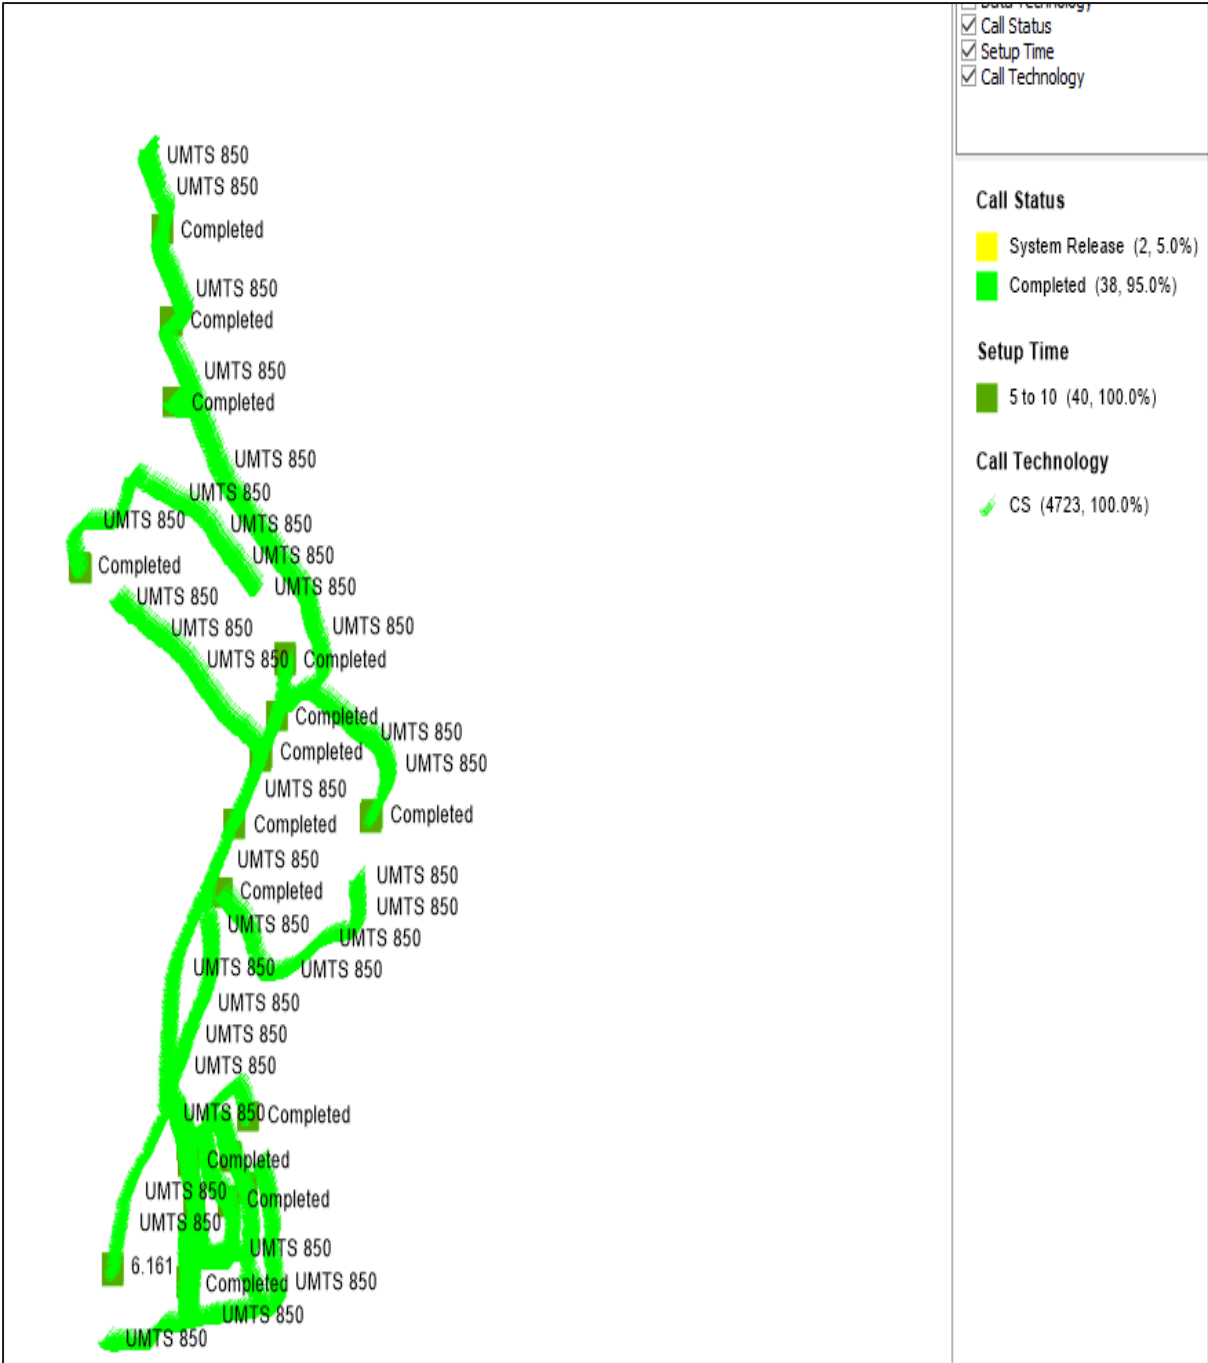 Data Technology
Call Status
Setup Time
Call Technology
Call Status
System Release (2, 5.0%)
Completed (38, 95.0%)
Setup Time
5 to 10 (40, 100.0%)
Call Technology
CS (4723, 100.0%)
UMTS 850
UMTS 850
Completed
UMTS 850
Completed
UMTS 850
Completed
UMTS 850
UMTS 850
UMTS 850
UMTS 850
UMTS 850
Completed
UMTS 850
UMTS 850
UMTS 850
UMTS 850
UMTS 850
Completed
Completed
UMTS 850
Completed
UMTS 850
UMTS 850
Completed
Completed
UMTS 850
UMTS 850
Completed
UMTS 850
UMTS 850
UMTS 850
UMTS 850
UMTS 850
UMTS 850
UMTS 850
UMTS 850
UMTS 850
UMTS 850
Completed
Completed
UMTS 850
Completed
UMTS 850
UMTS 850
6.161
Completed
UMTS 850
UMTS 850
UMTS 850